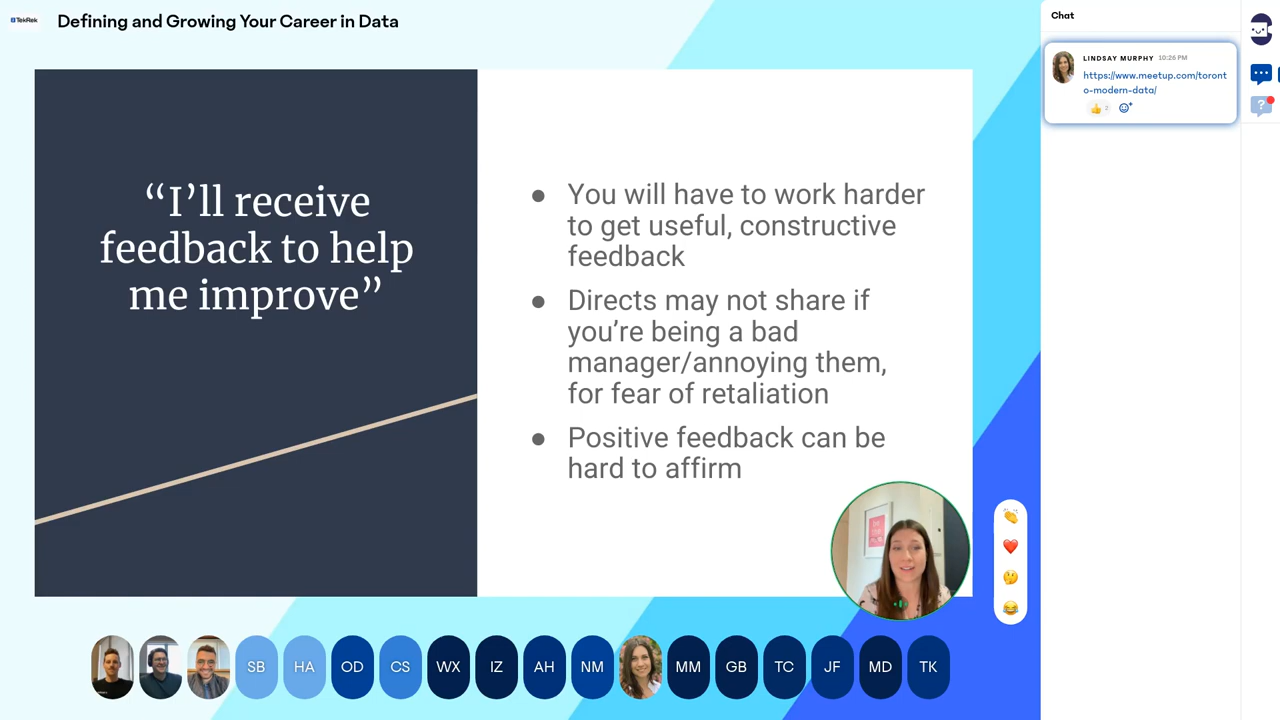 TekRek
Defining and Growing Your Career in Data
“I’ll receive
feedback to help
me improve”
● You will have to work harder
to get useful, constructive
feedback
● Directs may not share if
you’re being a bad
manager/annoying them,
for fear of retaliation
● Positive feedback can be
hard to affirm
SB
HA
OD
CS
WX
IZ
AH
NM
MM
GB
TC
JF
MD
TK
Chat
LINDSAY MURPHY 10:26 PM
https://www.meetup.com/toront
o-modern-data/
👍 2